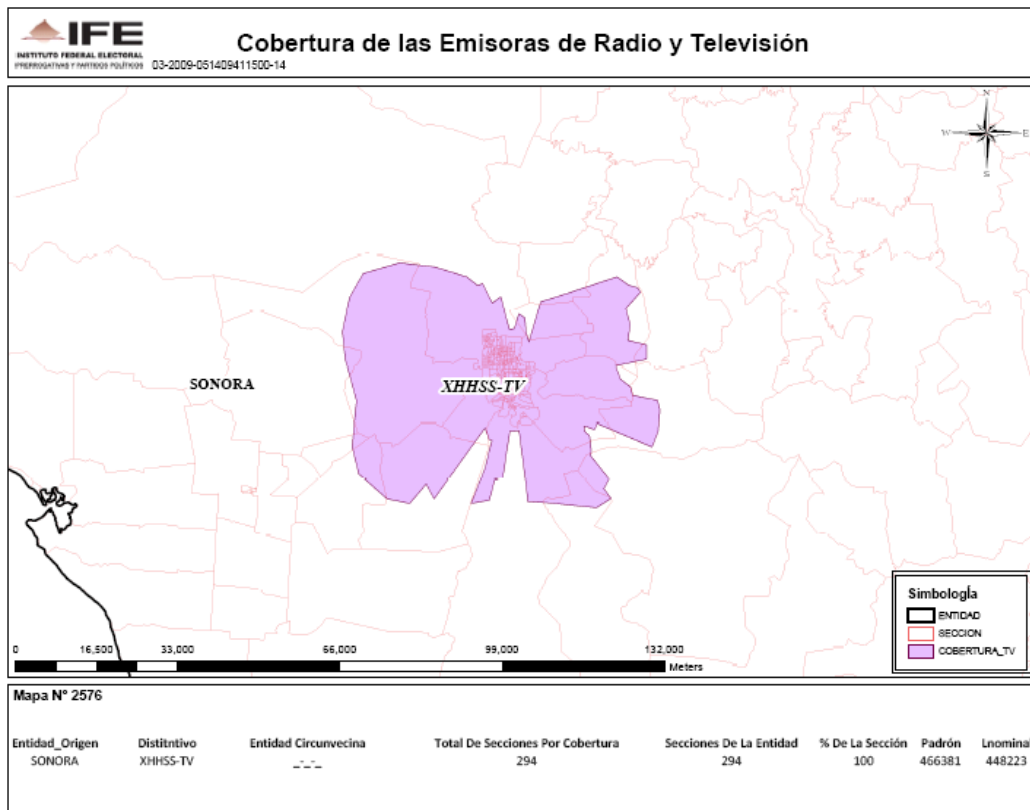 IFE
INSTITUTO FEDERAL ELECTORAL
PRERROGATIVAS Y PARTIDOS POLÍTICOS
03-2009-051409411500-14
Cobertura de las Emisoras de Radio y Televisión
N
W
E
S
SONORA
XHHSS-TV
Simbología
ENTIDAD
SECCION
COBERTURA_TV
0 16,500 33,000 66,000 99,000 132,000
Meters
Mapa N° 2576
Entidad_Origen Distitntivo Entidad Circunvecina Total De Secciones Por Cobertura Secciones De La Entidad % De La Sección Padrón Lnominal
SONORA XHHSS-TV _-_-_ 294 294 100 466381 448223